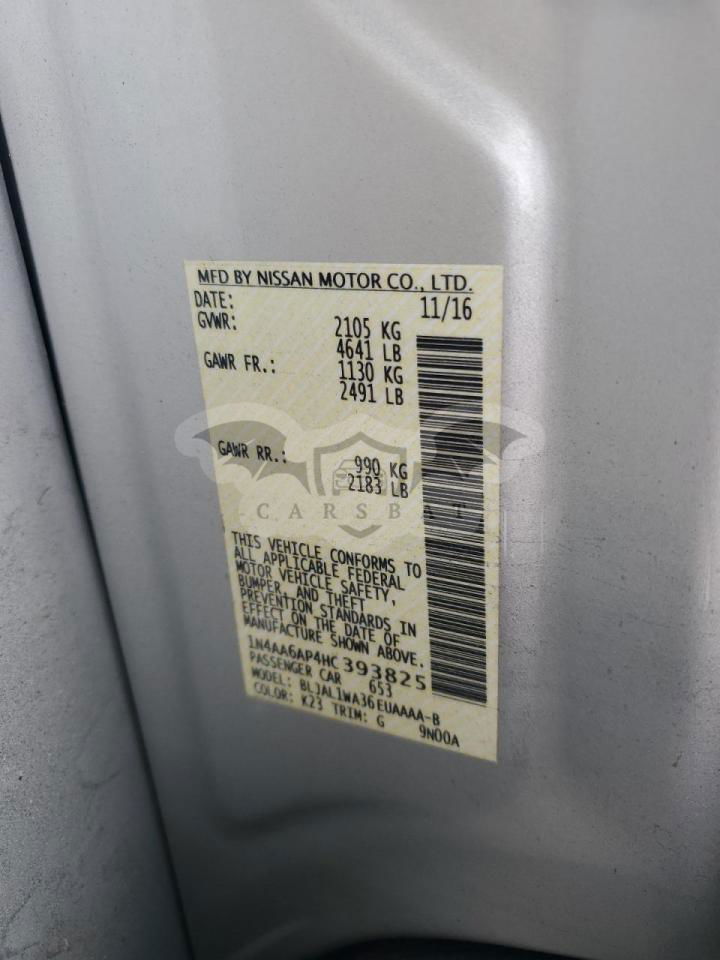 MFD BY NISSAN MOTOR CO., LTD.
DATE: 11/16
GVWR: 2105 KG
4641 LB
GAWR FR.: 1130 KG
2491 LB
GAWR RR.: 990 KG
2183 LB
CARSBAT
THIS VEHICLE CONFORMS TO
ALL APPLICABLE FEDERAL
MOTOR VEHICLE SAFETY,
BUMPER, AND THEFT
PREVENTION STANDARDS IN
EFFECT ON THE DATE OF
MANUFACTURE SHOWN ABOVE.
1N4AA6AP4HC393825
PASSENGER CAR 653
MODEL: BLJAL1WA36EUAAAA-B
COLOR: K23 TRIM: G 9N00A